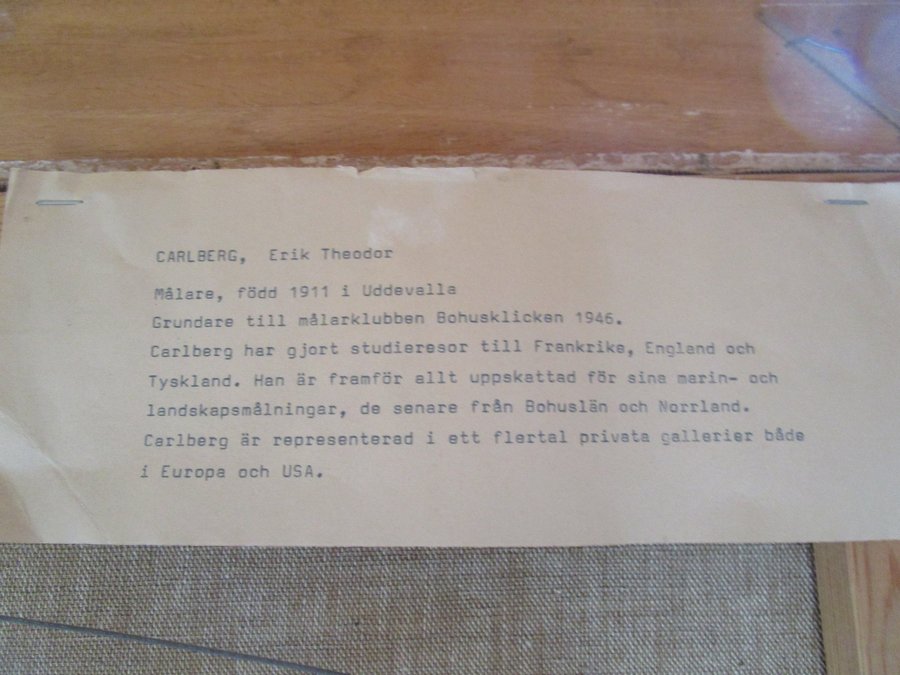 CARLBERG, Erik Theodor
Målare, född 1911 i Uddevalla
Grundare till målarklubben Bohusklicken 1946.
Carlberg har gjort studieresor till Frankrike, England och
Tyskland. Han är framför allt uppskattad för sina marin- och
landskapsmålningar, de senare från Bohuslän och Norrland.
Carlberg är representerad i ett flertal privata gallerier både
i Europa och USA.